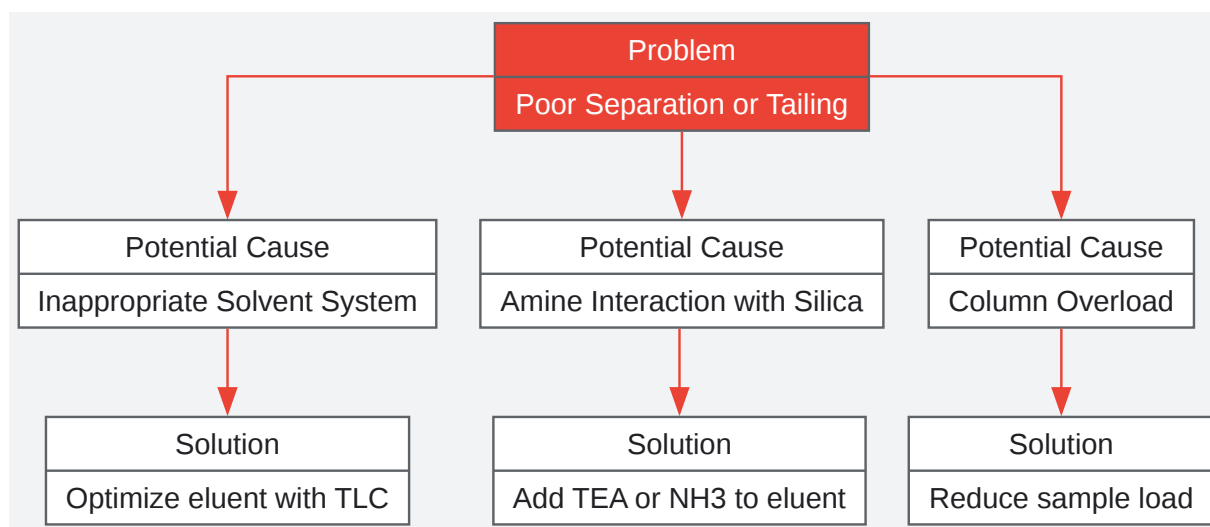 Problem
Poor Separation or Tailing
Potential Cause
Inappropriate Solvent System
Potential Cause
Amine Interaction with Silica
Potential Cause
Column Overload
Solution
Optimize eluent with TLC
Solution
Add TEA or NH3 to eluent
Solution
Reduce sample load